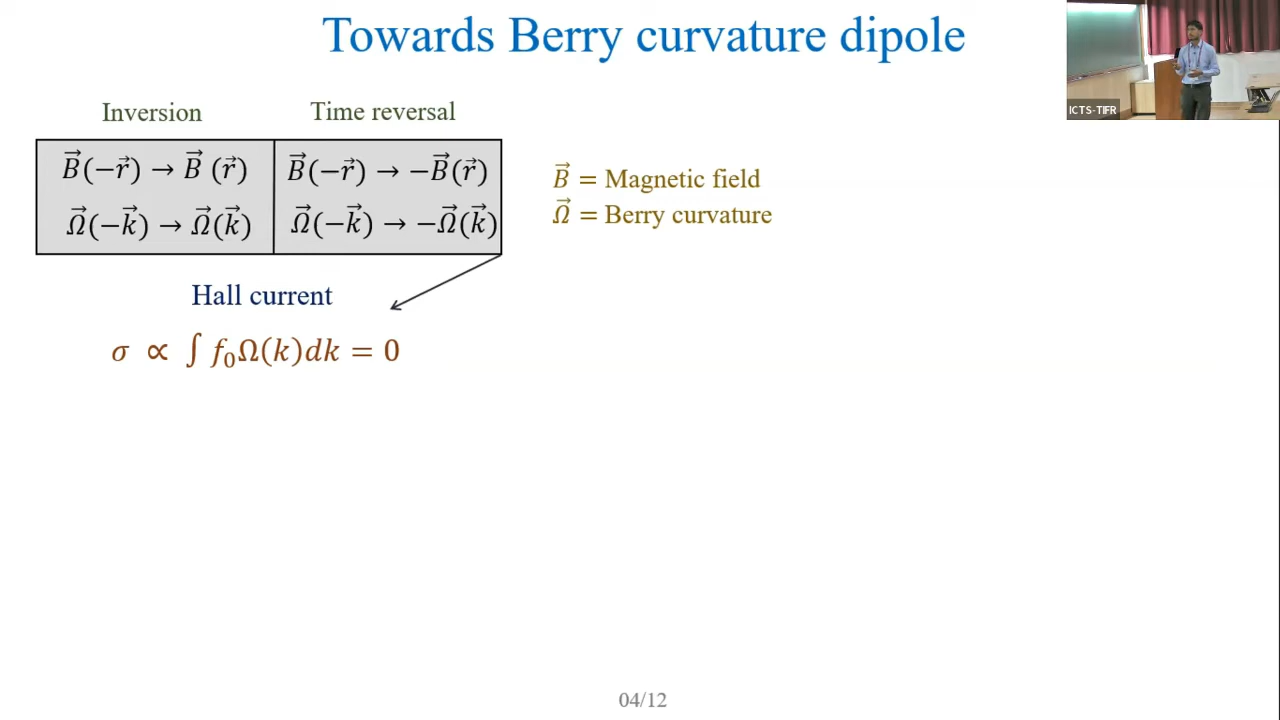 Towards Berry curvature dipole
ICTS-TIFR
Inversion
Time reversal
B⃗(−r⃗) → B⃗ (r⃗)
B⃗(−r⃗) → −B⃗(r⃗)
Ω⃗(−k⃗) → Ω⃗(k⃗)
Ω⃗(−k⃗) → −Ω⃗(k⃗)
B⃗ = Magnetic field
Ω⃗ = Berry curvature
Hall current
σ ∝ ∫ f₀Ω(k)dk = 0
04/12